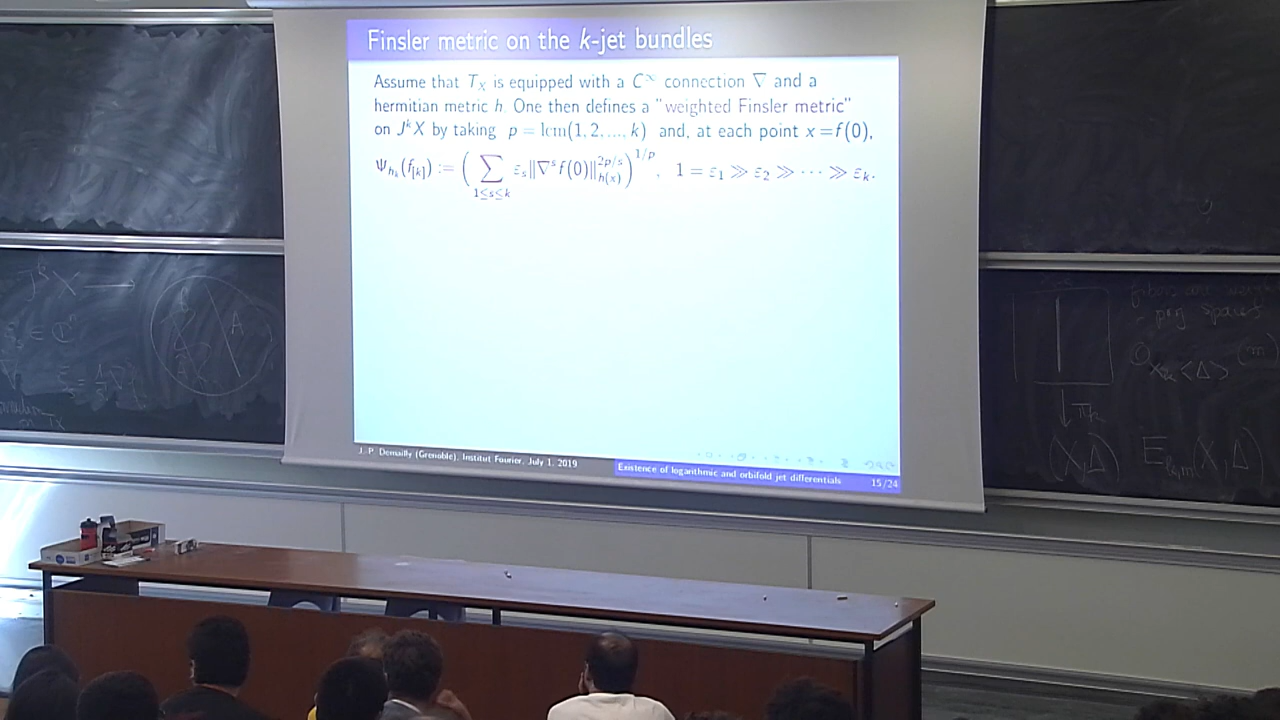 Finsler metric on the k-jet bundles
Assume that T_X is equipped with a C^∞ connection ∇ and a
hermitian metric h. One then defines a "weighted Finsler metric"
on J^kX by taking p = lcm(1, 2, ..., k) and, at each point x = f(0),
Ψ_{h_k}(f_{[k]}) := ( ∑_{1≤s≤k} ε_s ‖∇^s f(0)‖_{h(x)}^{2p/s} )^{1/p}, 1 = ε_1 ≫ ε_2 ≫ ⋯ ≫ ε_k.
J.-P. Demailly (Grenoble), Institut Fourier, July 1, 2019
Existence of logarithmic and orbifold jet differentials
15/24
J^k X →
A
π_k
(X,Δ)
E_{k,m}(X,Δ)